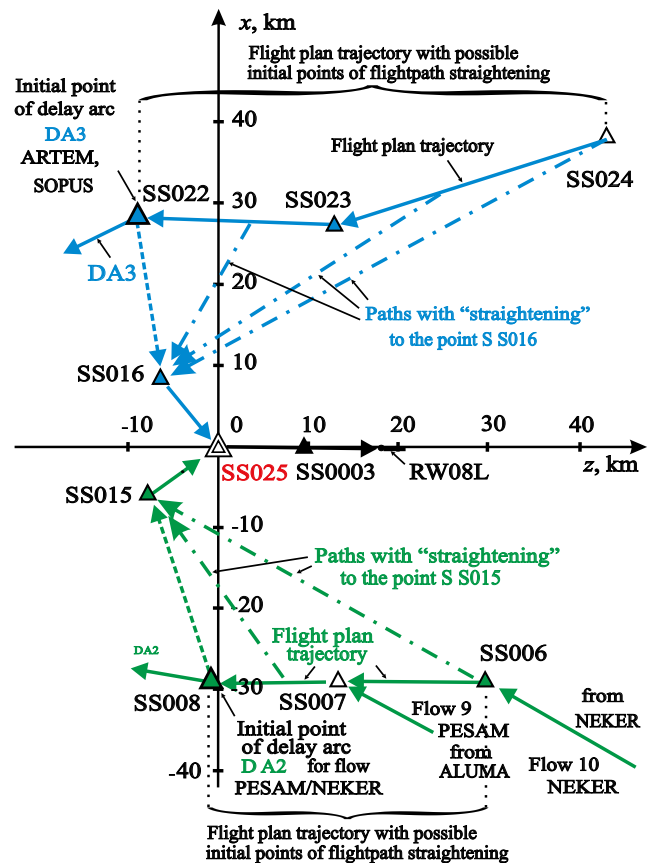 x, km
Flight plan trajectory with possible
initial points of flightpath straightening
Initial point
of delay arc
DA3
ARTEM,
SOPUS
40
Flight plan trajectory
SS024
SS022
30
SS023
DA3
20
Paths with “straightening”
to the point S S016
SS016
10
-10
0
10
20
30
40
z, km
SS025
SS0003
RW08L
SS015
-10
Paths with “straightening”
to the point S S015
-20
Flight plan
trajectory
SS006
DA2
SS008
-30
SS007
Flow 9
PESAM
from
ALUMA
from
NEKER
Flow 10
NEKER
Initial point
of delay arc
D A2 for flow
PESAM/NEKER
-40
Flight plan trajectory with possible
initial points of flightpath straightening